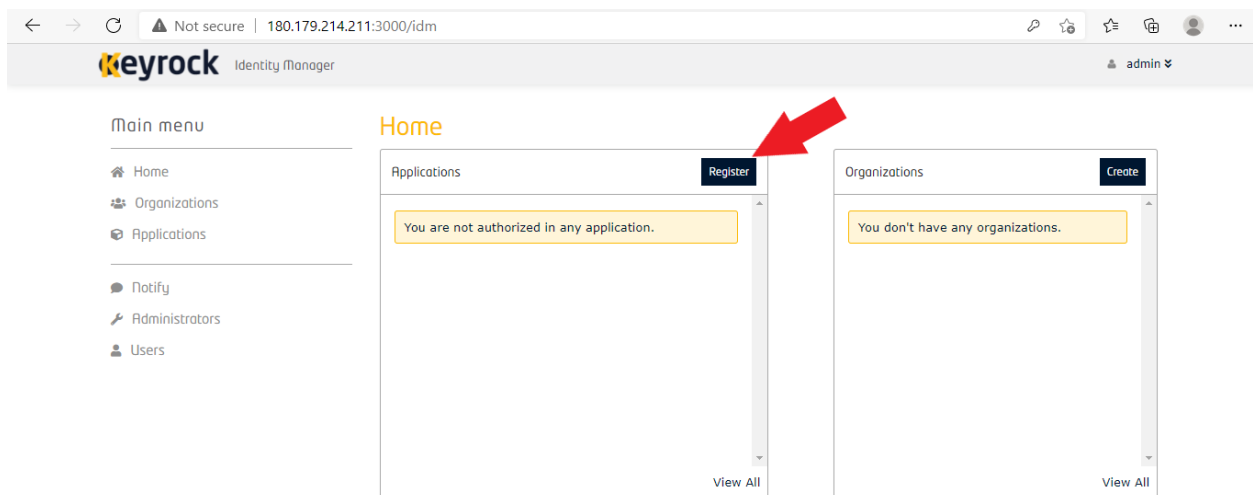 Not secure | 180.179.214.211:3000/idm
Keyrock Identity Manager
admin
Main menu
Home
Organizations
Applications
Notify
Administrators
Users
Home
Applications
Register
You are not authorized in any application.
View All
Organizations
Create
You don't have any organizations.
View All